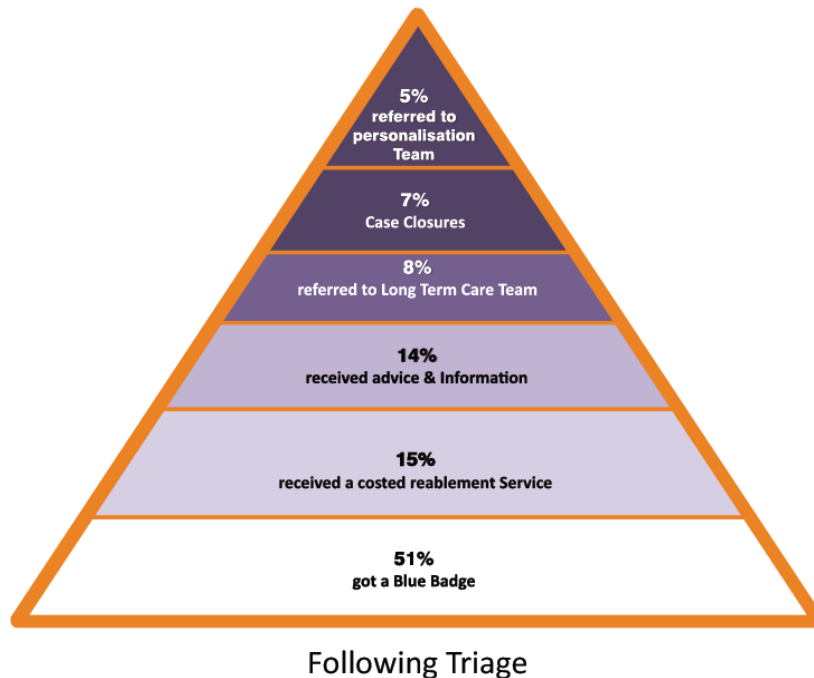 5%
referred to
personalisation
Team
7%
Case Closures
8%
referred to Long Term Care Team
14%
received advice & Information
15%
received a costed reablement Service
51%
got a Blue Badge
Following Triage